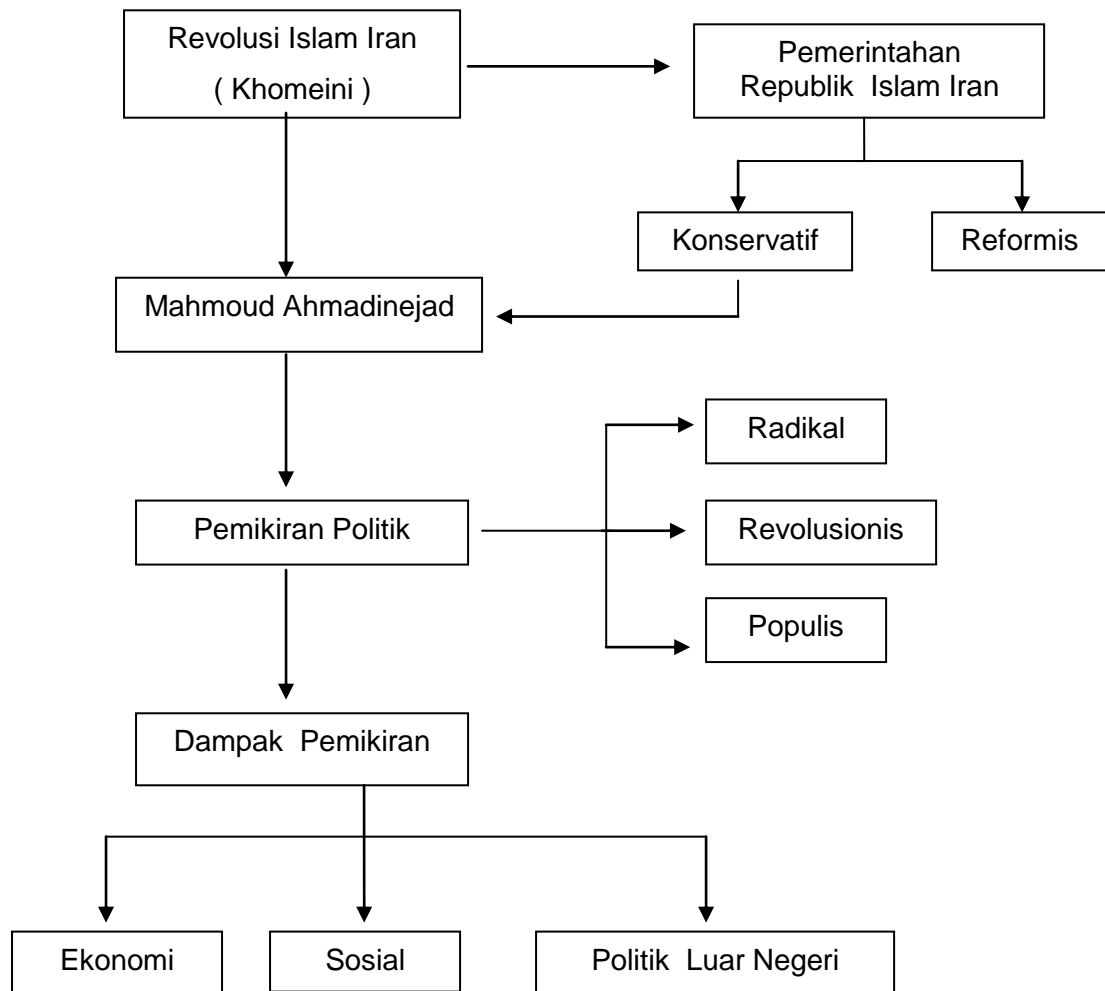 Revolusi Islam Iran
( Khomeini )
Pemerintahan
Republik Islam Iran
Konservatif
Reformis
Mahmoud Ahmadinejad
Radikal
Pemikiran Politik
Revolusionis
Populis
Dampak Pemikiran
Ekonomi
Sosial
Politik Luar Negeri